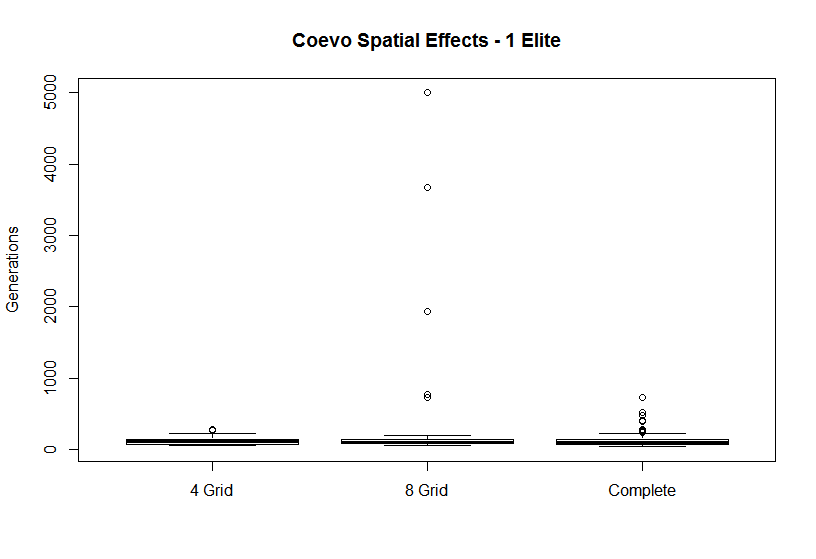 Coevo Spatial Effects - 1 Elite
Generations
5000
4000
3000
2000
1000
0
4 Grid
8 Grid
Complete